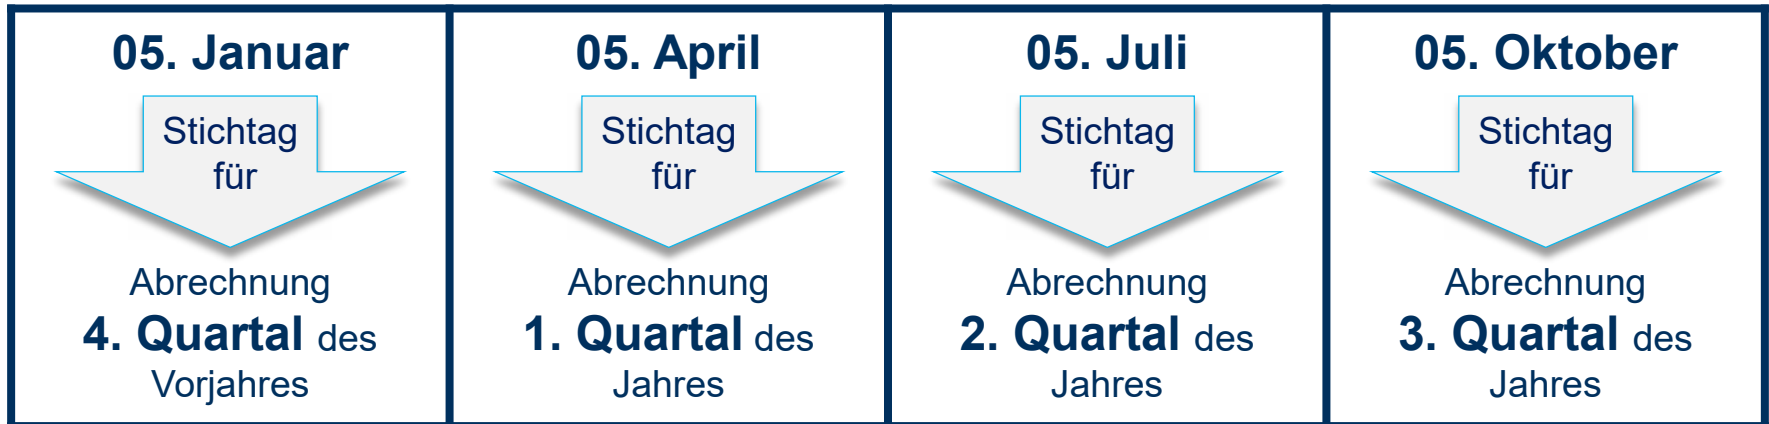 05. Januar
Stichtag
für
Abrechnung
4. Quartal des
Vorjahres
05. April
Stichtag
für
Abrechnung
1. Quartal des
Jahres
05. Juli
Stichtag
für
Abrechnung
2. Quartal des
Jahres
05. Oktober
Stichtag
für
Abrechnung
3. Quartal des
Jahres